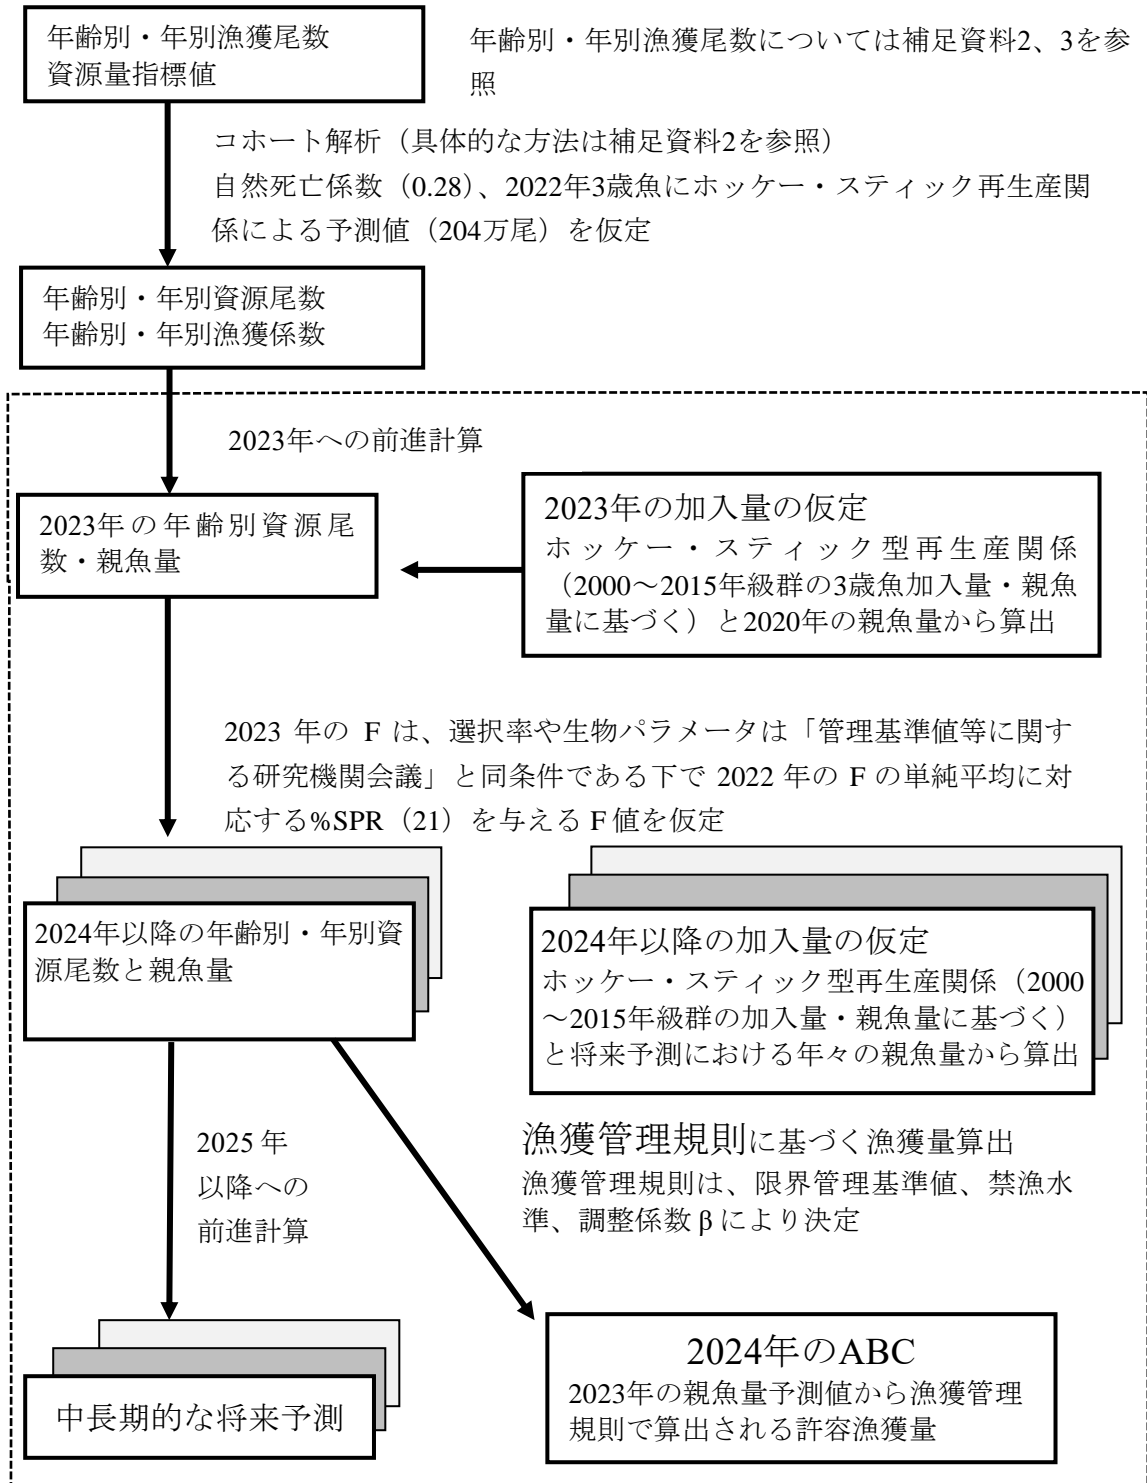 年齢別・年別漁獲尾数
資源量指標値
年齢別・年別漁獲尾数については補足資料2、3を参
照
コホート解析（具体的な方法は補足資料2を参照）
自然死亡係数（0.28）、2022年3歳魚にホッケー・スティック再生産関
係による予測値（204万尾）を仮定
年齢別・年別資源尾数
年齢別・年別漁獲係数
2023年への前進計算
2023年の年齢別資源尾
数・親魚量
2023年の加入量の仮定
ホッケー・スティック型再生産関係
（2000～2015年級群の3歳魚加入量・親魚
量に基づく）と2020年の親魚量から算出
2023 年の F は、選択率や生物パラメータは「管理基準値等に関す
る研究機関会議」と同条件である下で 2022 年の F の単純平均に対
応する%SPR（21）を与える F 値を仮定
2024年以降の年齢別・年別資
源尾数と親魚量
2024年以降の加入量の仮定
ホッケー・スティック型再生産関係（2000
～2015年級群の加入量・親魚量に基づく）
と将来予測における年々の親魚量から算出
2025 年
以降への
前進計算
漁獲管理規則に基づく漁獲量算出
漁獲管理規則は、限界管理基準値、禁漁水
準、調整係数 β により決定
中長期的な将来予測
2024年のABC
2023年の親魚量予測値から漁獲管理
規則で算出される許容漁獲量